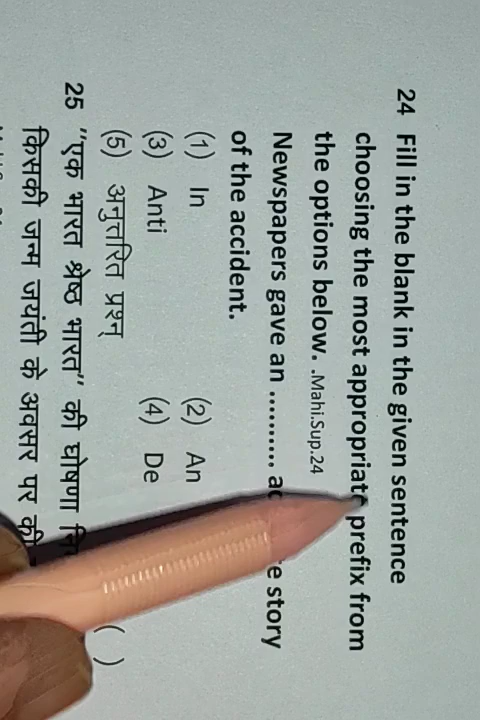 24 Fill in the blank in the given sentence
choosing the most appropriate prefix from
the options below. .Mahi.Sup.24
Newspapers gave an .......... story
of the accident.
(1) In (2) An
(3) Anti (4) De
(5) अनुत्तरित प्रश्न ( )
25 "एक भारत श्रेष्ठ भारत" की घोषणा
किसकी जन्म जयंती के अवसर पर की